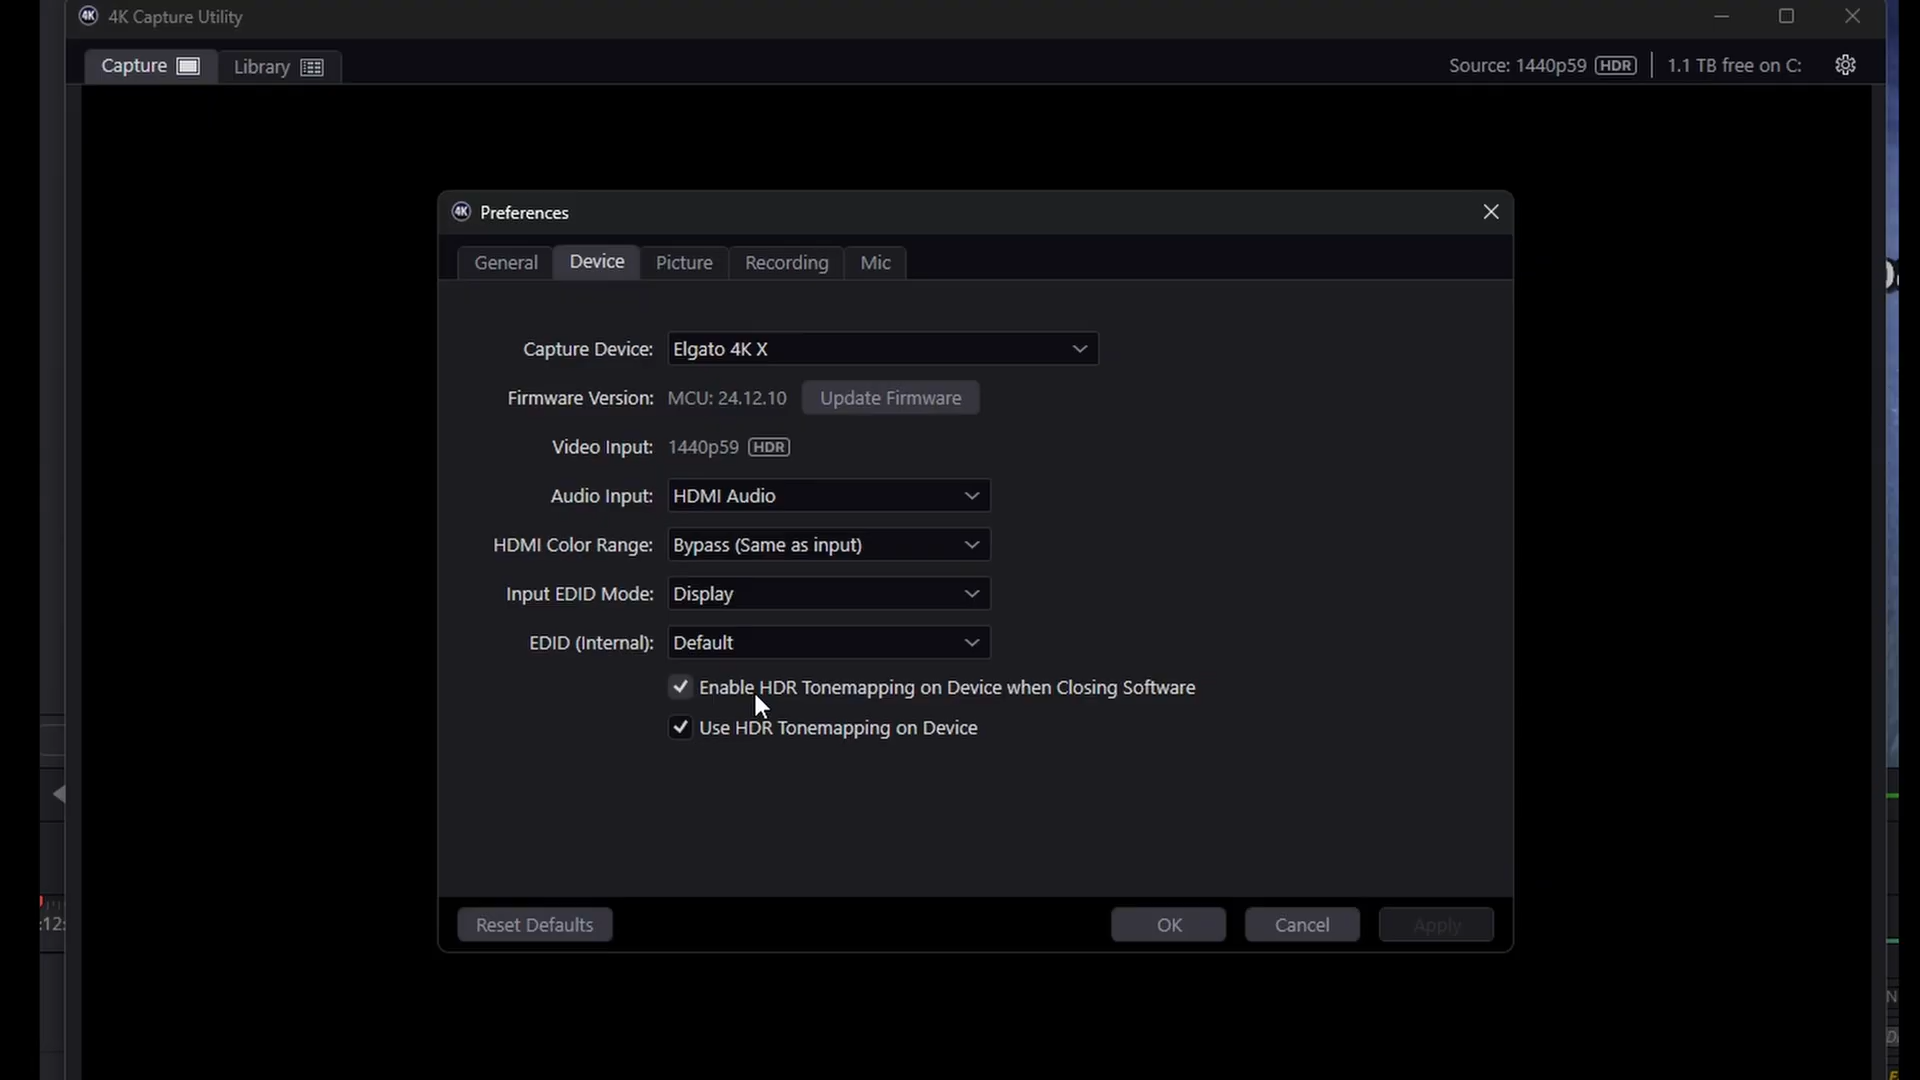 4K 4K Capture Utility
Capture
Library
Source: 1440p59 HDR
1.1 TB free on C:
4K Preferences
General
Device
Picture
Recording
Mic
Capture Device: Elgato 4K X
Firmware Version: MCU: 24.12.10 Update Firmware
Video Input: 1440p59 HDR
Audio Input: HDMI Audio
HDMI Color Range: Bypass (Same as input)
Input EDID Mode: Display
EDID (Internal): Default
Enable HDR Tonemapping on Device when Closing Software
Use HDR Tonemapping on Device
:12:
Reset Defaults
OK
Cancel
Apply
N